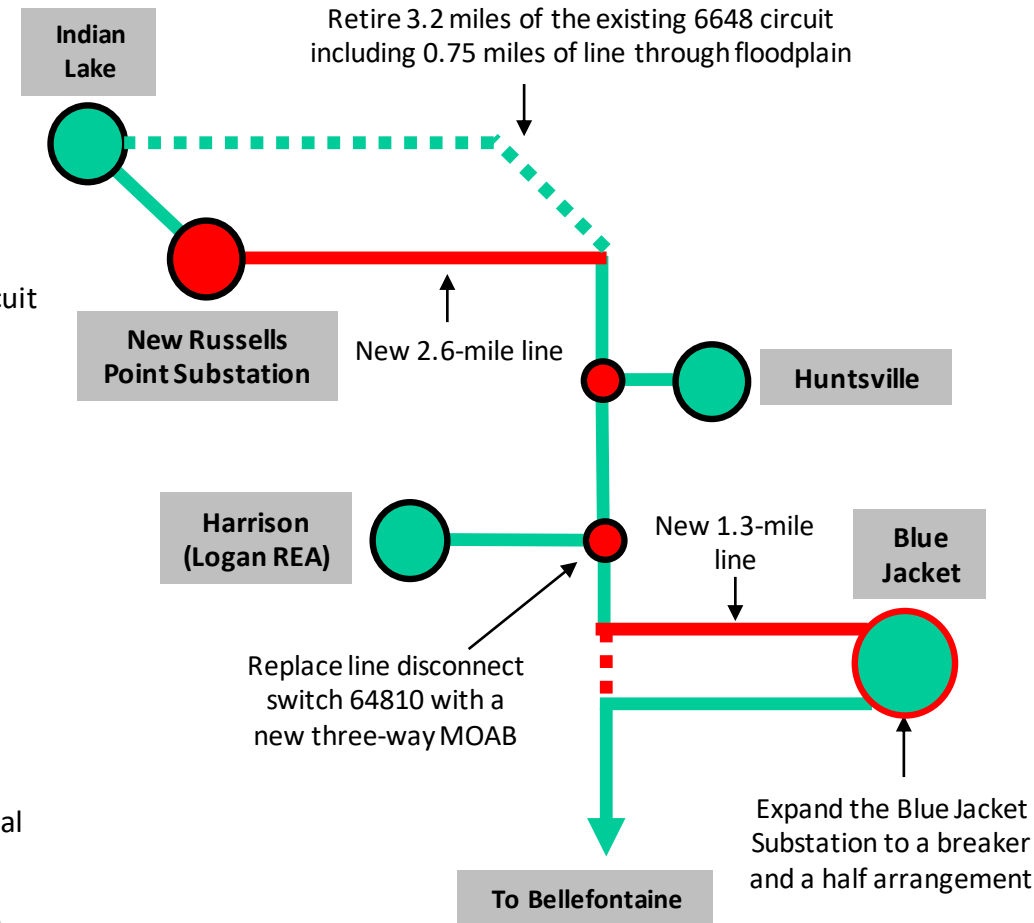 Retire 3.2 miles of the existing 6648 circuit
including 0.75 miles of line through floodplain
Indian
Lake
New Russells
Point Substation
New 2.6-mile line
Huntsville
Harrison
(Logan REA)
New 1.3-mile
line
Blue
Jacket
Replace line disconnect
switch 64810 with a
new three-way MOAB
Expand the Blue Jacket
Substation to a breaker
and a half arrangement
To Bellefontaine